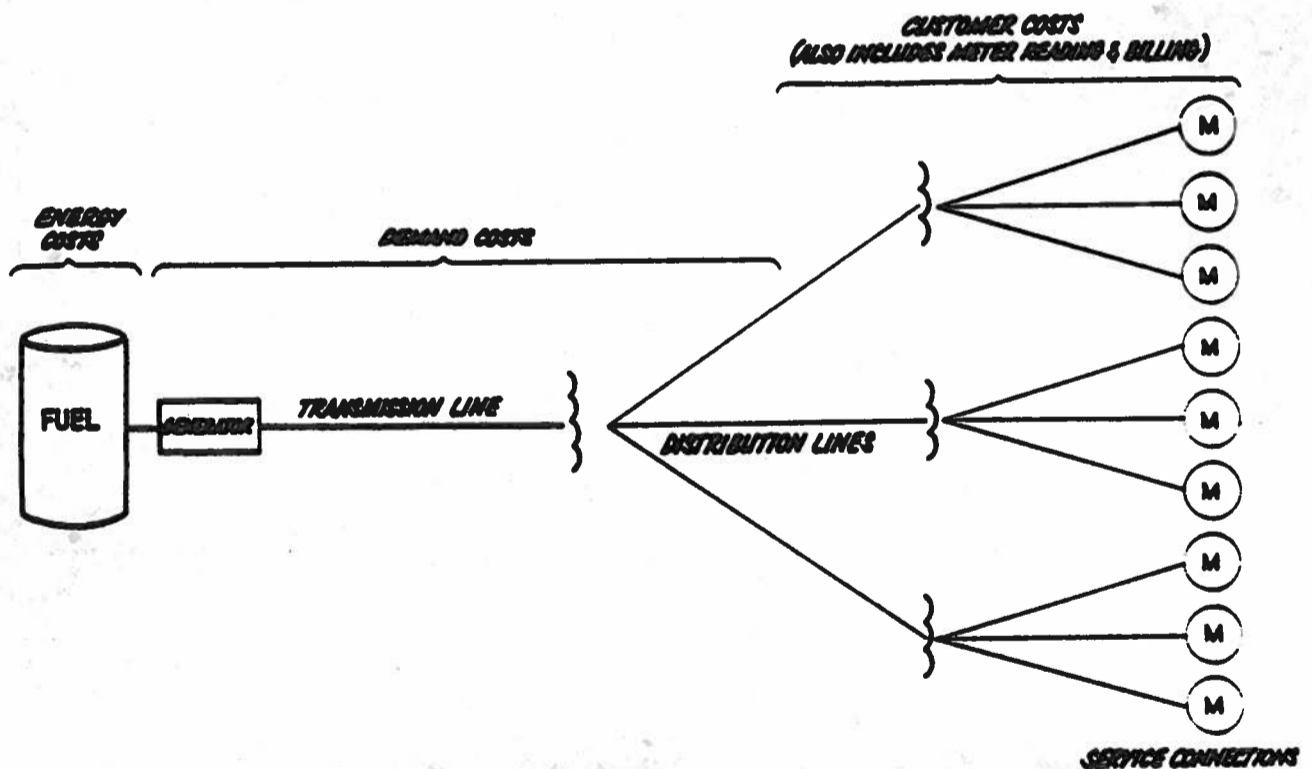 CUSTOMER COSTS
(ALSO INCLUDES METER READING & BILLING)
ENERGY
COSTS
DEMAND COSTS
FUEL
GENERATOR
TRANSMISSION LINE
DISTRIBUTION LINES
M
M
M
M
M
M
M
M
M
SERVICE CONNECTIONS